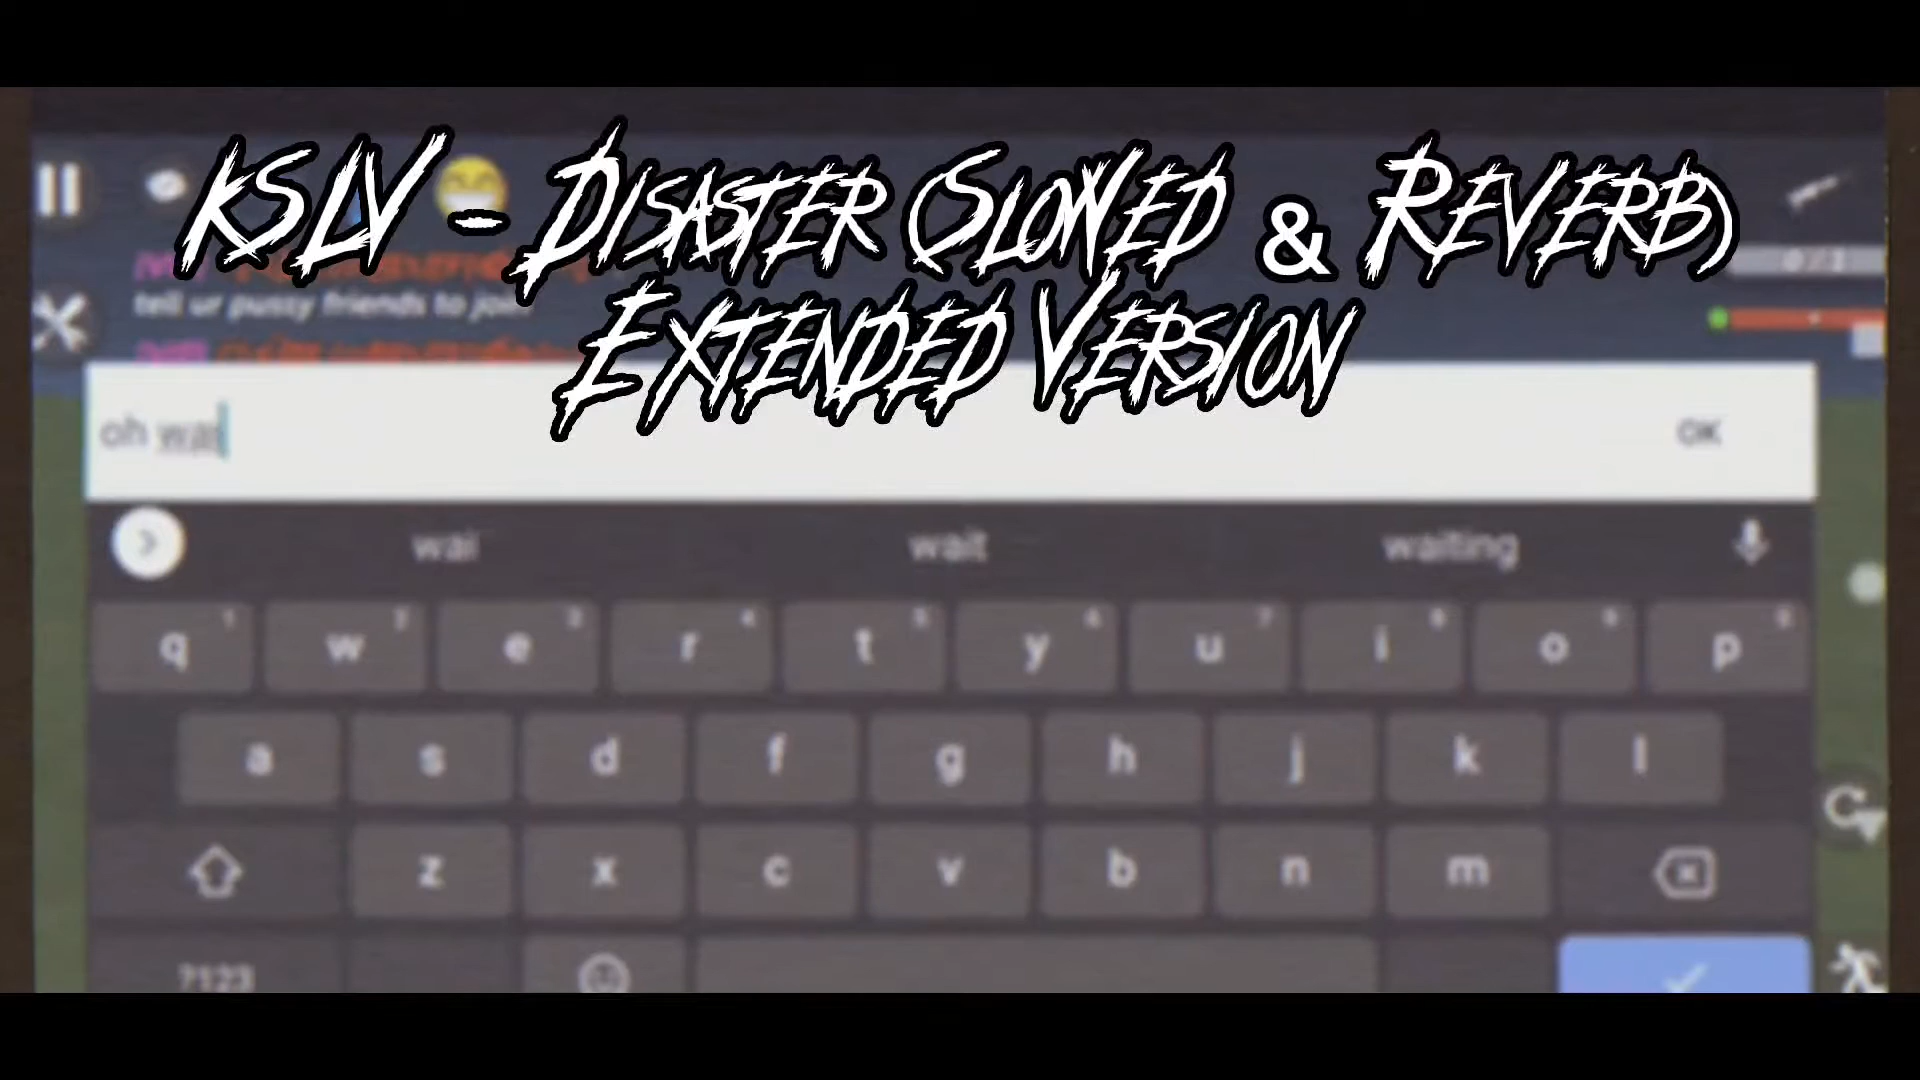 KSLV - Disaster (Slowed & Reverb)
Extended Version
tell ur pussy friends to join
oh wai
OK
wai wait waiting
q w e r t y u i o p
a s d f g h j k l
z x c v b n m
?123